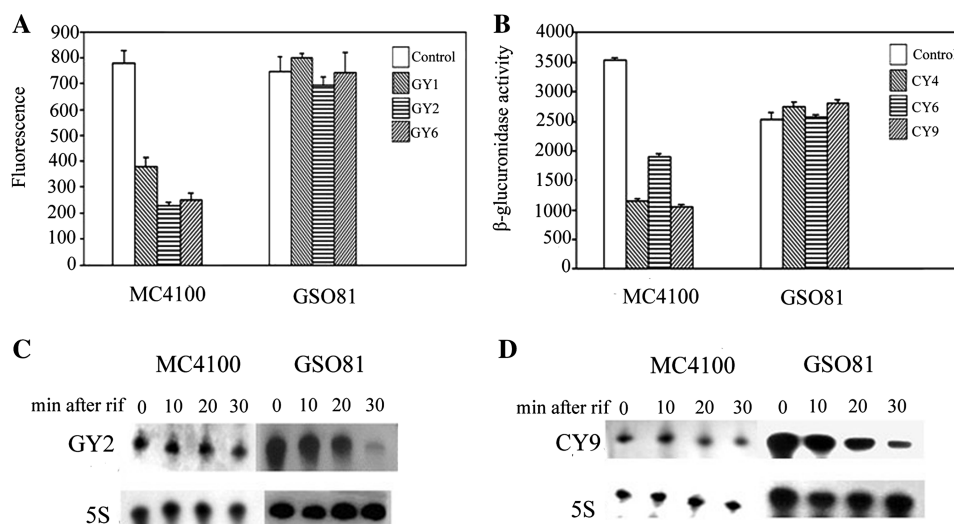 A
Fluorescence
900
800
700
600
500
400
300
200
100
0
Control
GY1
GY2
GY6
MC4100
GSO81
B
β-glucuronidase activity
4000
3500
3000
2500
2000
1500
1000
500
0
Control
CY4
CY6
CY9
MC4100
GSO81
C
MC4100
GSO81
min after rif 0 10 20 30 0 10 20 30
GY2
5S
D
MC4100
GSO81
min after rif 0 10 20 30 0 10 20 30
CY9
5S